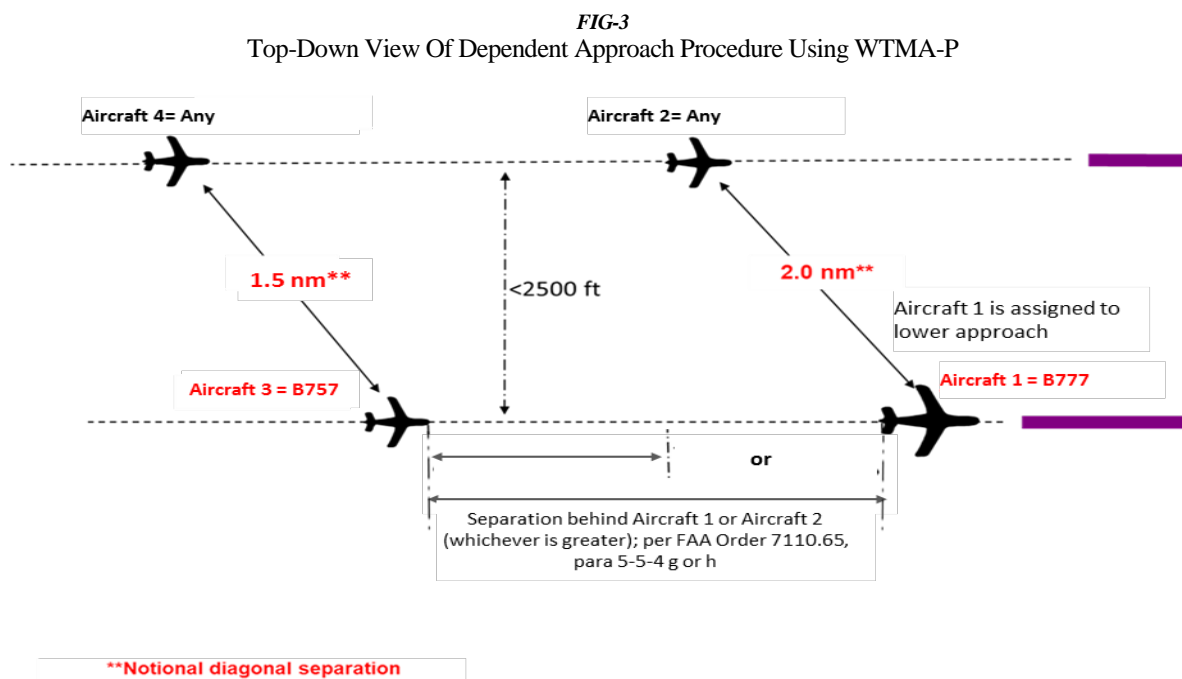 FIG-3
Top-Down View Of Dependent Approach Procedure Using WTMA-P
Aircraft 4= Any
Aircraft 2= Any
1.5 nm**
<2500 ft
2.0 nm**
Aircraft 1 is assigned to
lower approach
Aircraft 3 = B757
Aircraft 1 = B777
or
Separation behind Aircraft 1 or Aircraft 2
(whichever is greater); per FAA Order 7110.65,
para 5-5-4 g or h
**Notional diagonal separation